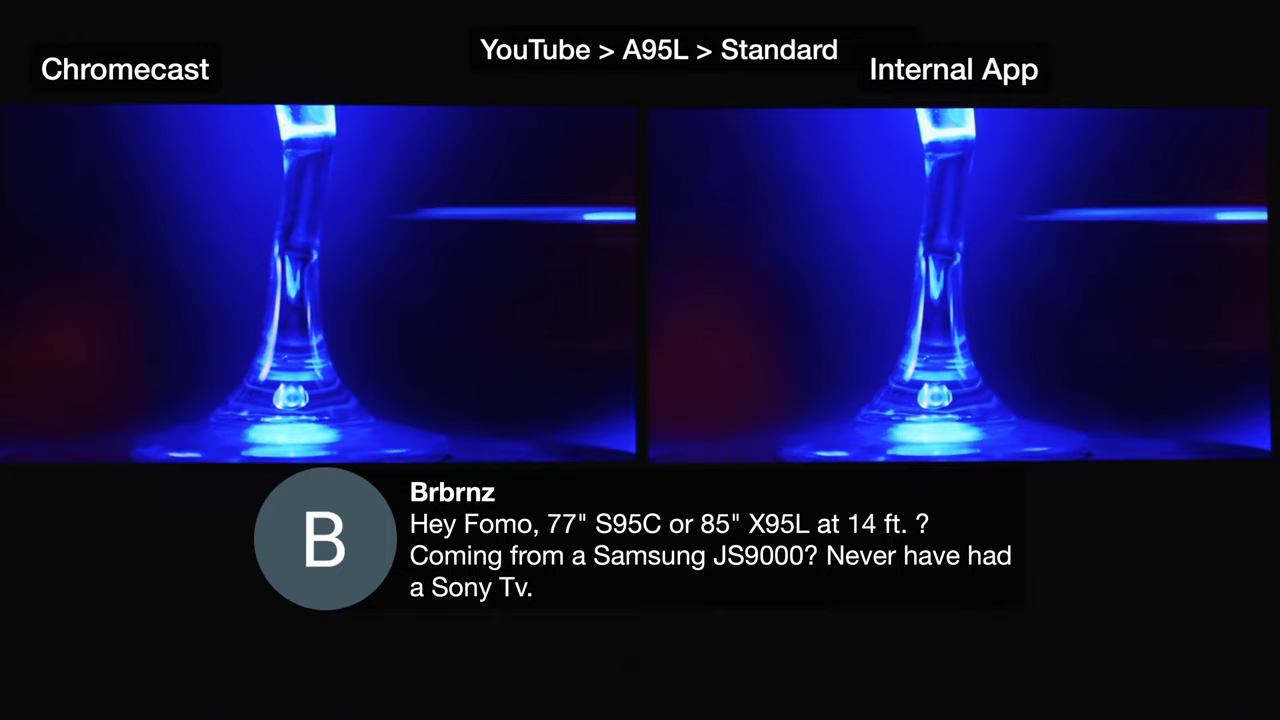 YouTube > A95L > Standard
Chromecast
Internal App
B
Brbrnz
Hey Fomo, 77" S95C or 85" X95L at 14 ft. ?
Coming from a Samsung JS9000? Never have had
a Sony Tv.